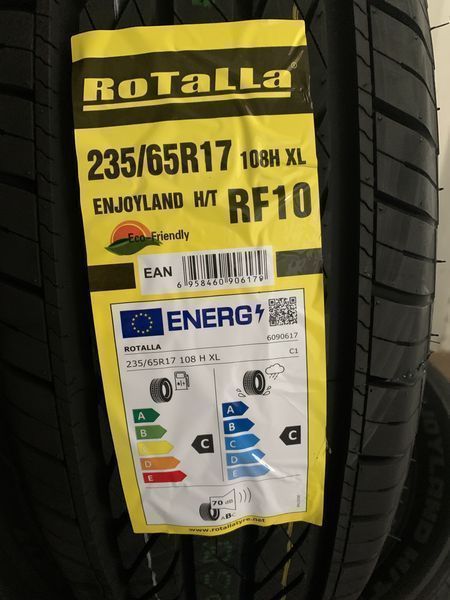 RoTaLLa®
235/65R17 108H XL
ENJOYLAND H/T RF10
Eco-Friendly
EAN
6 958460 906179
ENERG
6090617
ROTALLA
235/65R17 108 H XL
C1
A
B
C
D
E
C
A
B
C
D
E
C
70 dB
www.rotallatyre.net